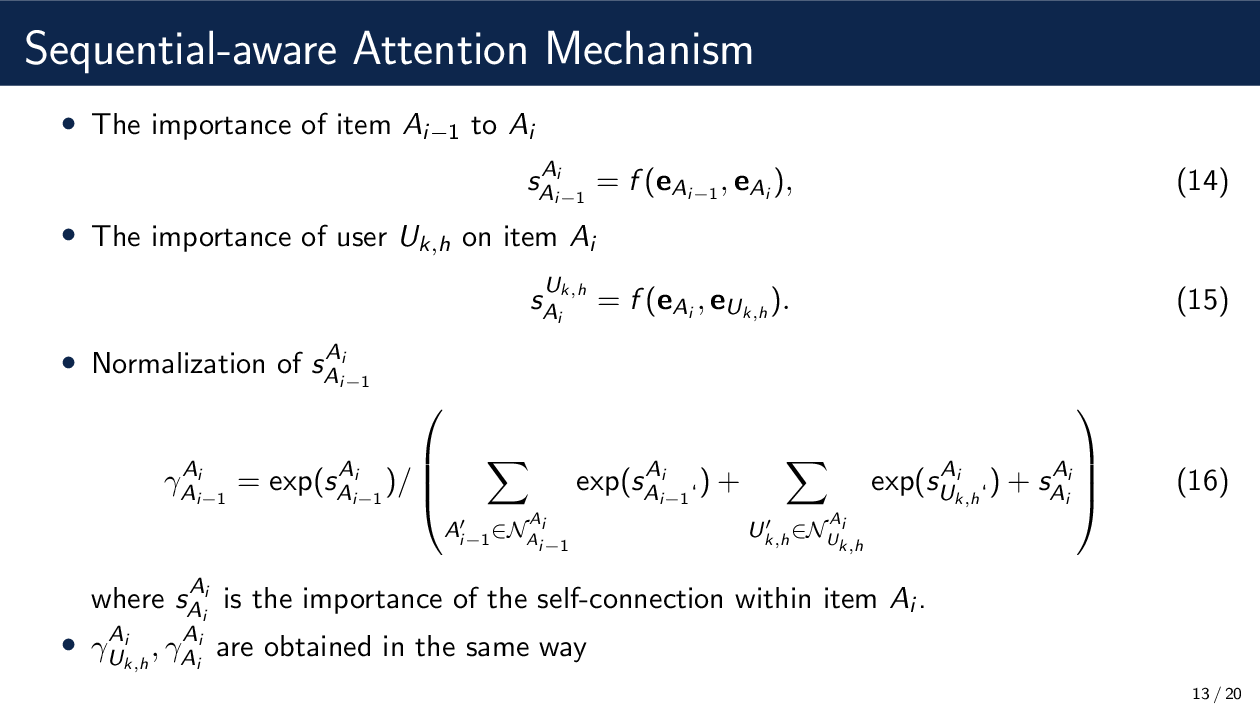 Sequential-aware Attention Mechanism
• The importance of item $A_{i-1}$ to $A_i$
$s_{A_{i-1}}^{A_i} = f(\mathbf{e}_{A_{i-1}}, \mathbf{e}_{A_i}),$ (14)
• The importance of user $U_{k,h}$ on item $A_i$
$s_{A_i}^{U_{k,h}} = f(\mathbf{e}_{A_i}, \mathbf{e}_{U_{k,h}}).$ (15)
• Normalization of $s_{A_{i-1}}^{A_i}$
$\gamma_{A_{i-1}}^{A_i} = \exp(s_{A_{i-1}}^{A_i}) / \left( \sum_{A'_{i-1} \in \mathcal{N}_{A_{i-1}}^{A_i}} \exp(s_{A_{i-1}‘}^{A_i}) + \sum_{U'_{k,h} \in \mathcal{N}_{U_{k,h}}^{A_i}} \exp(s_{U_{k,h}‘}^{A_i}) + s_{A_i}^{A_i} \right)$ (16)
where $s_{A_i}^{A_i}$ is the importance of the self-connection within item $A_i$.
• $\gamma_{U_{k,h}}^{A_i}, \gamma_{A_i}^{A_i}$ are obtained in the same way
13 / 20